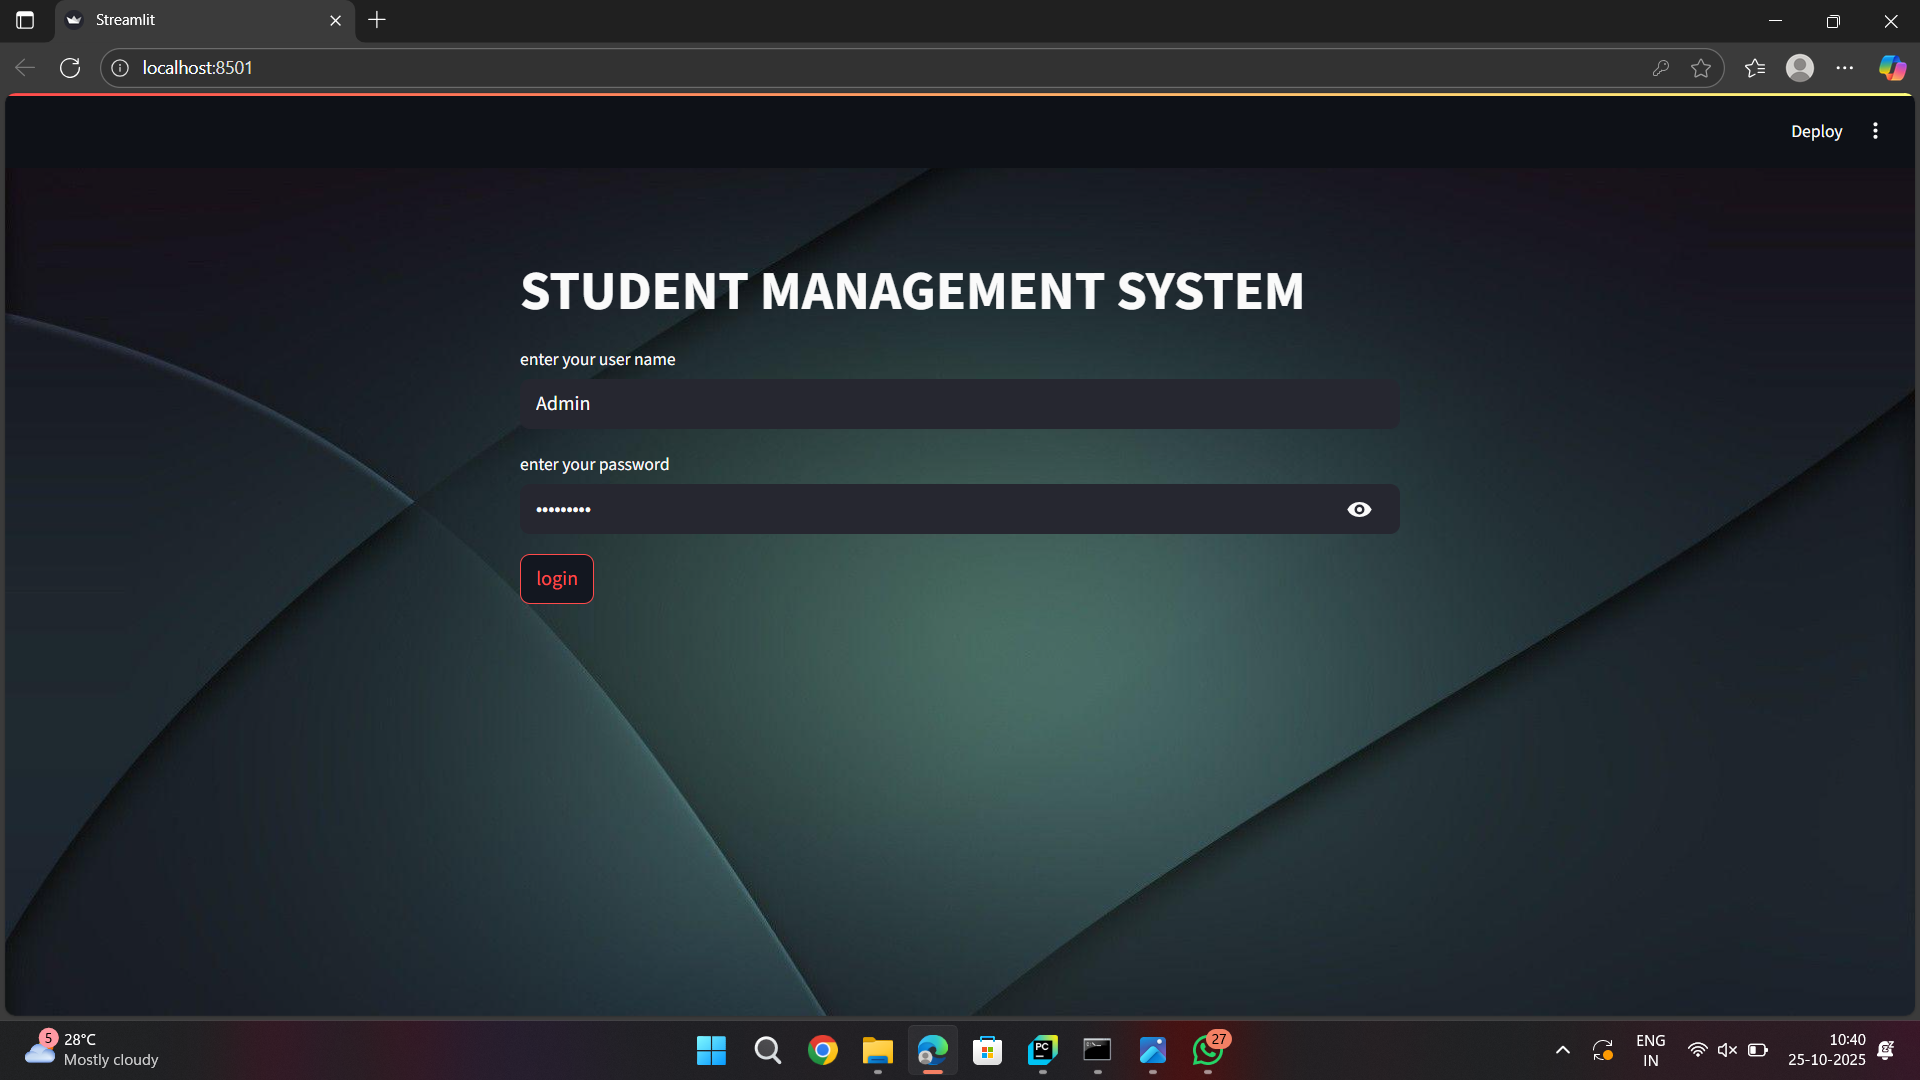 Streamlit
localhost:8501
Deploy
STUDENT MANAGEMENT SYSTEM
enter your user name
Admin
enter your password
•••••••••
login
5
28°C
Mostly cloudy
PC
27
ENG
IN
10:40
25-10-2025